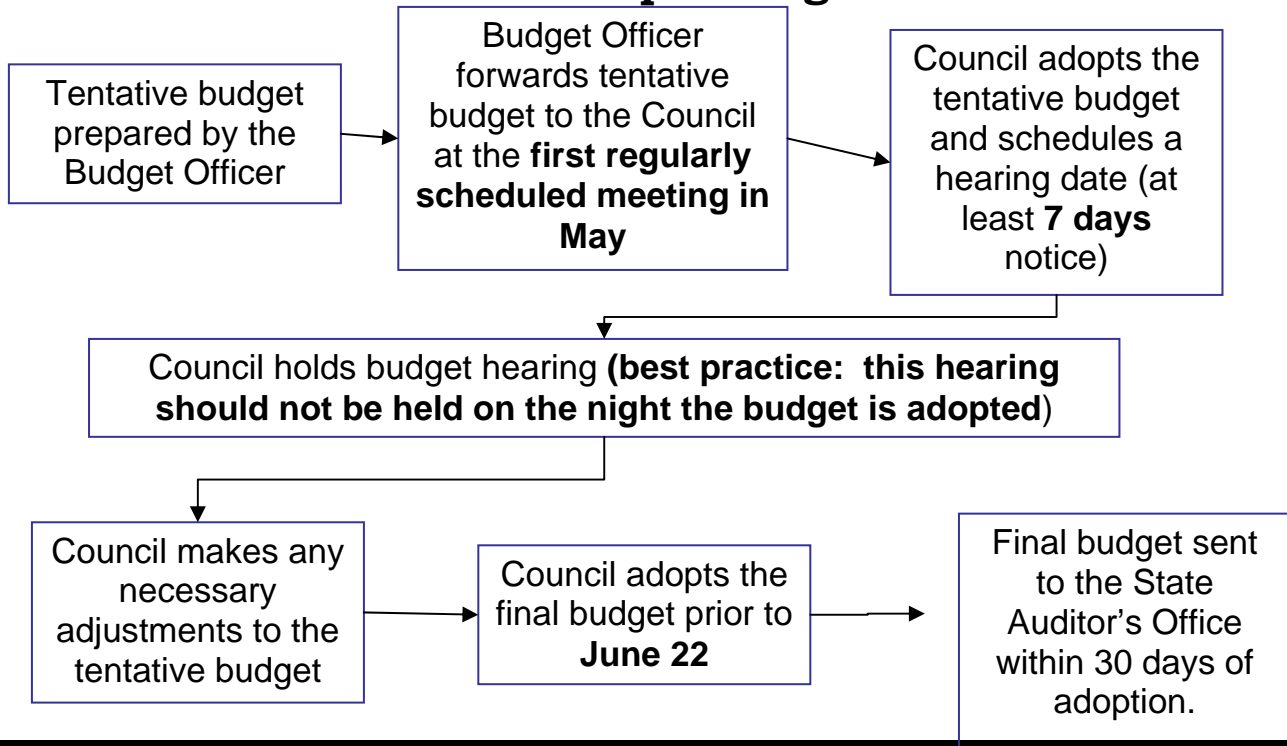 Tentative budget
prepared by the
Budget Officer
Budget Officer
forwards tentative
budget to the Council
at the first regularly
scheduled meeting in
May
Council adopts the
tentative budget
and schedules a
hearing date (at
least 7 days
notice)
Council holds budget hearing (best practice:  this hearing
should not be held on the night the budget is adopted)
Council makes any
necessary
adjustments to the
tentative budget
Council adopts the
final budget prior to
June 22
Final budget sent
to the State
Auditor’s Office
within 30 days of
adoption.